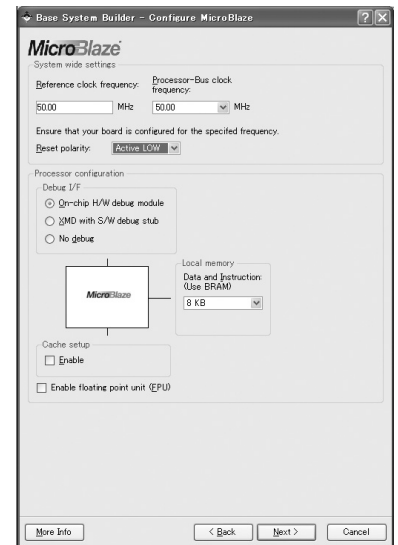 Base System Builder - Configure MicroBlaze
MicroBlaze
System wide settings
Reference clock frequency:
Processor-Bus clock frequency:
50.00 MHz
50.00 MHz
Ensure that your board is configured for the specifed frequency.
Reset polarity: Active LOW
Processor configuration
Debug I/F
On-chip H/W debug module
XMD with S/W debug stub
No debug
MicroBlaze
Local memory
Data and Instruction:
(Use BRAM)
8 KB
Cache setup
Enable
Enable floating point unit (FPU)
More Info
< Back
Next >
Cancel